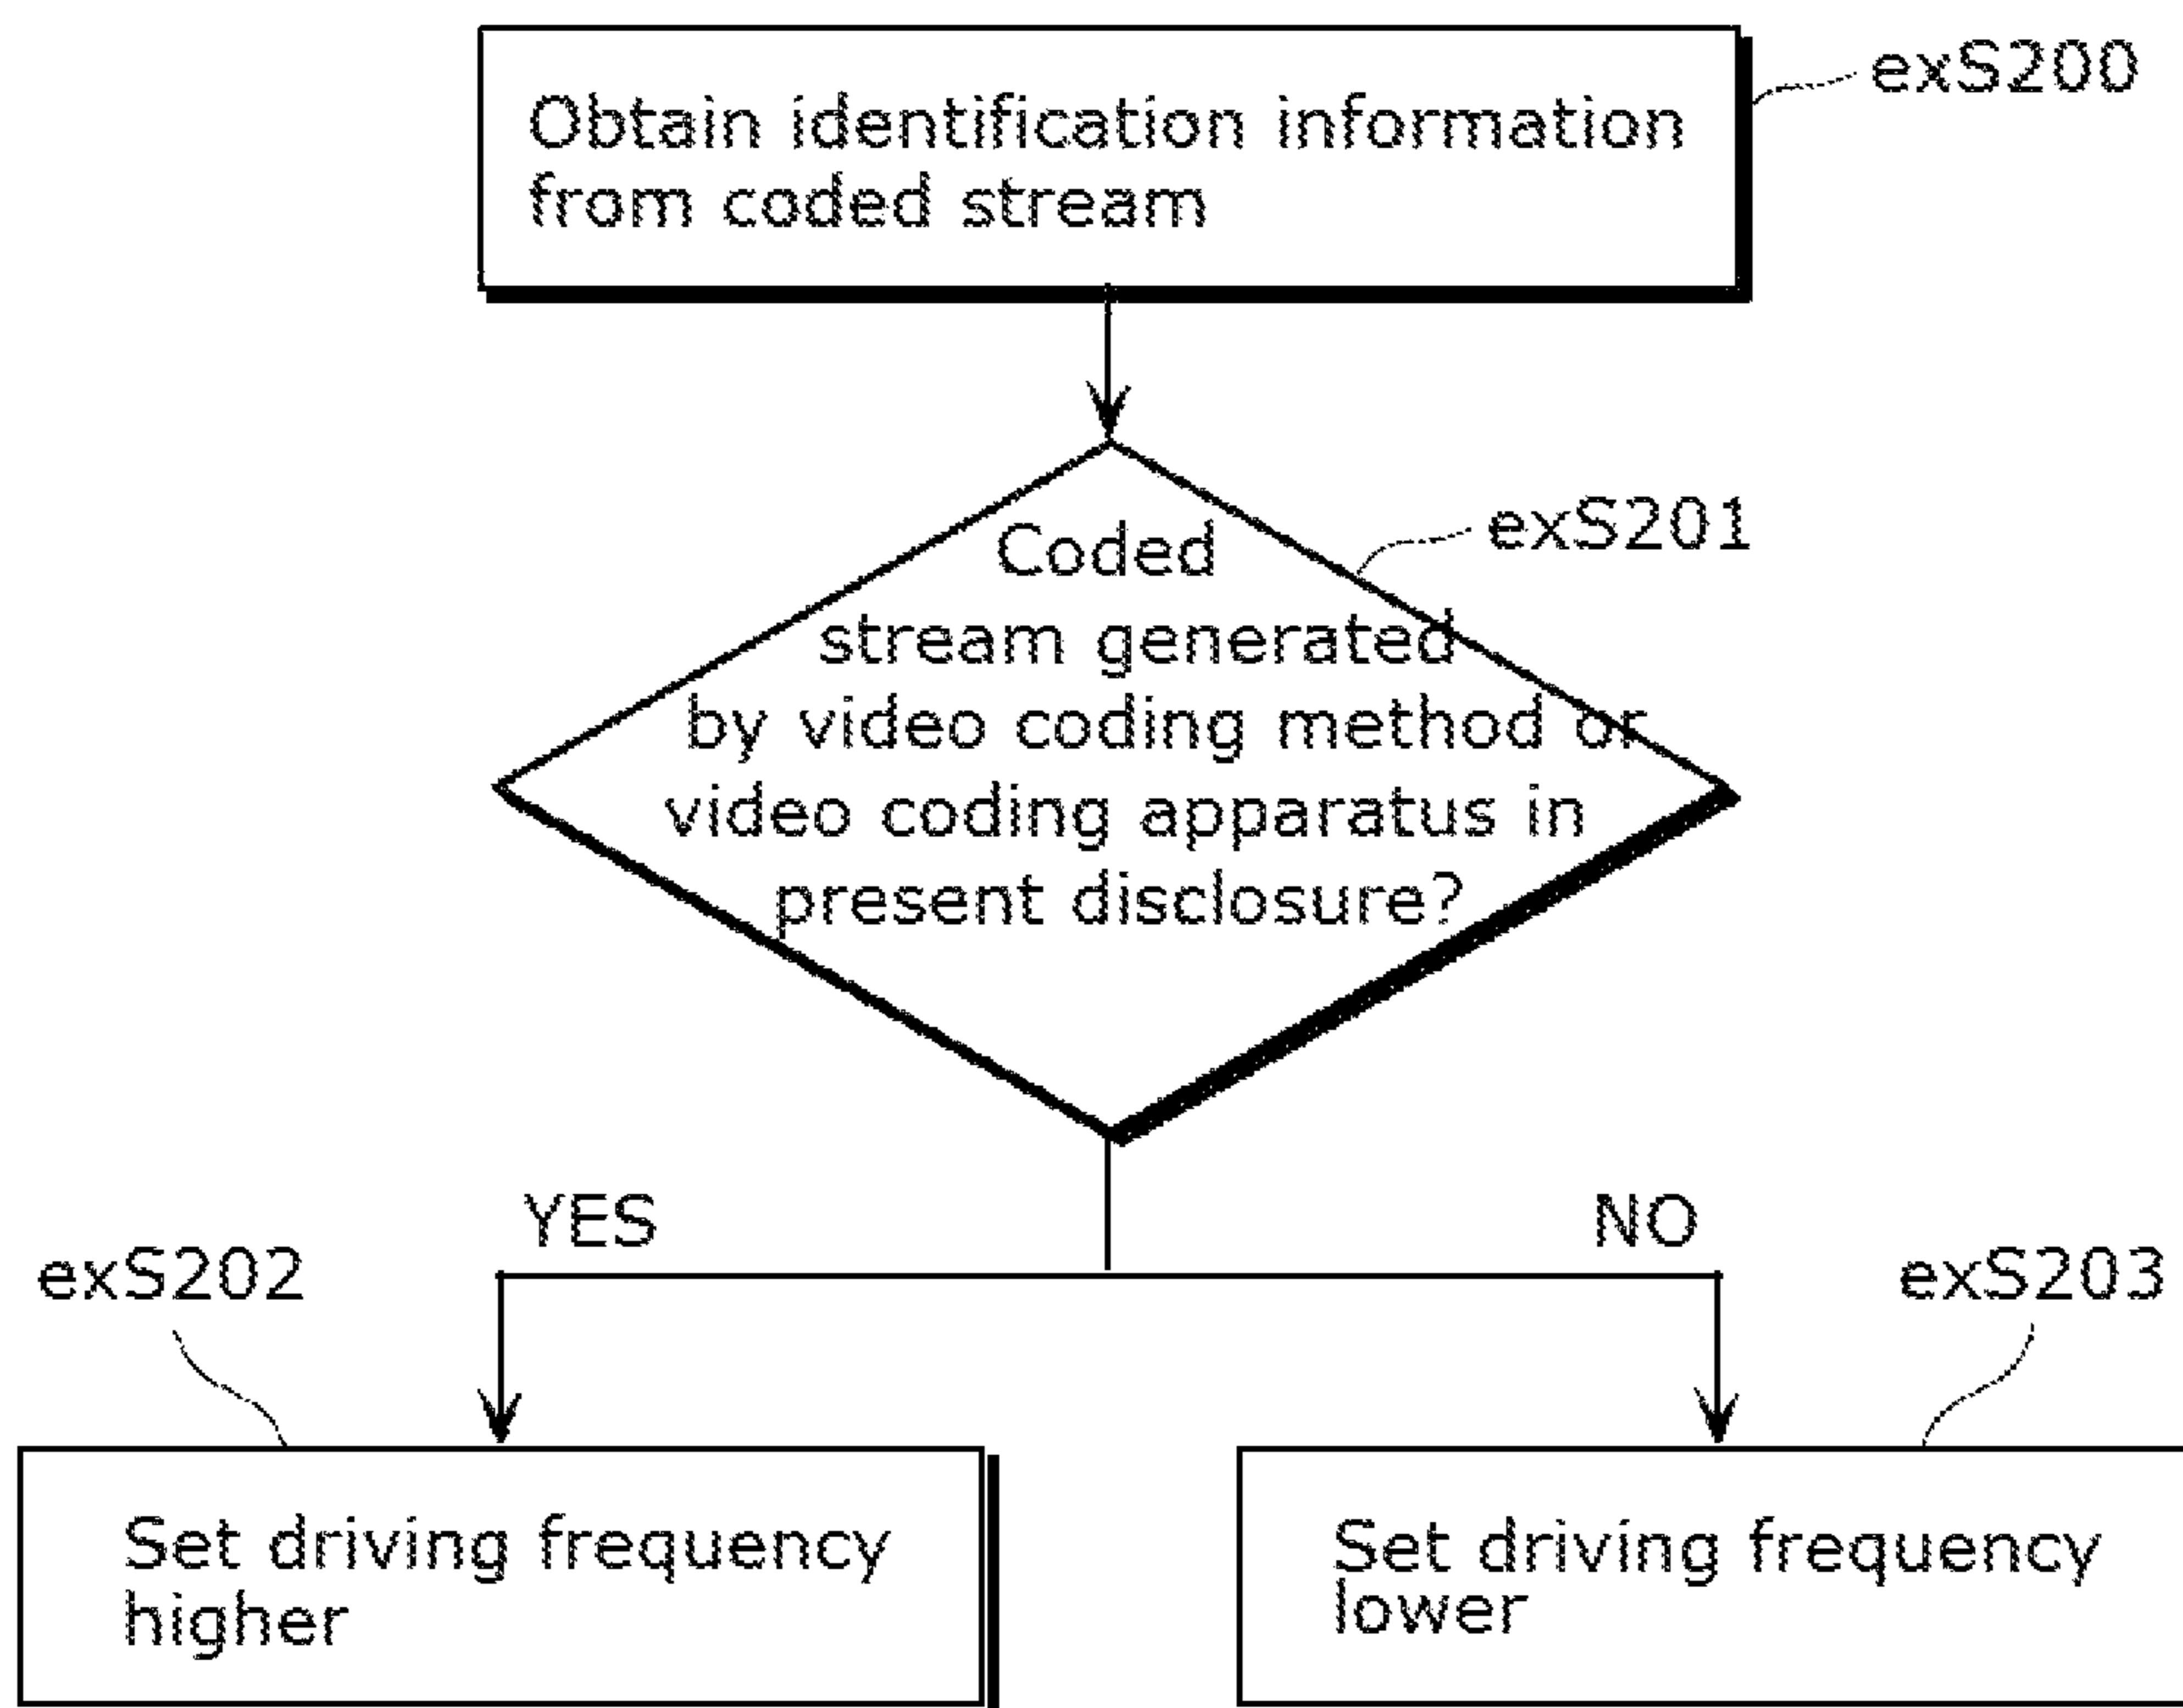 exS200
Obtain identification information
from coded stream
exS201
Coded
stream generated
by video coding method or
video coding apparatus in
present disclosure?
YES
NO
exS202
exS203
Set driving frequency
higher
Set driving frequency
lower